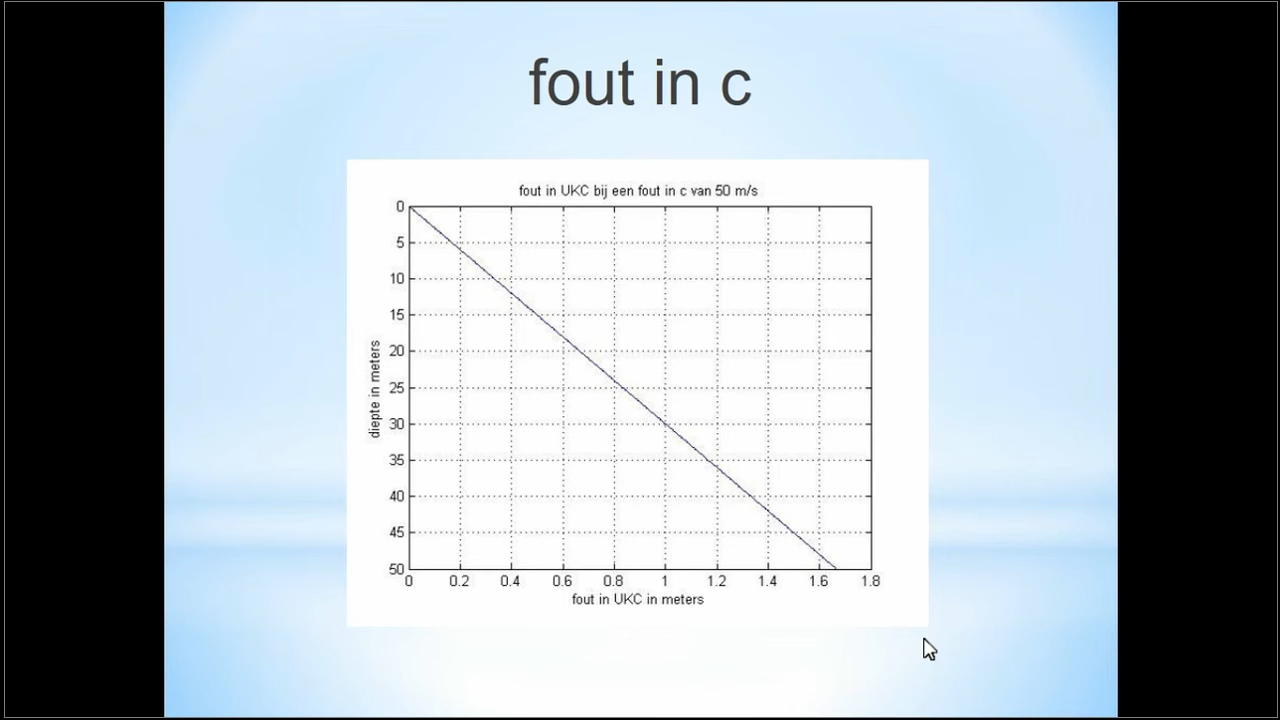 fout in c
fout in UKC bij een fout in c van 50 m/s
0
5
10
15
20
25
30
35
40
45
50
diepte in meters
0 0.2 0.4 0.6 0.8 1 1.2 1.4 1.6 1.8
fout in UKC in meters